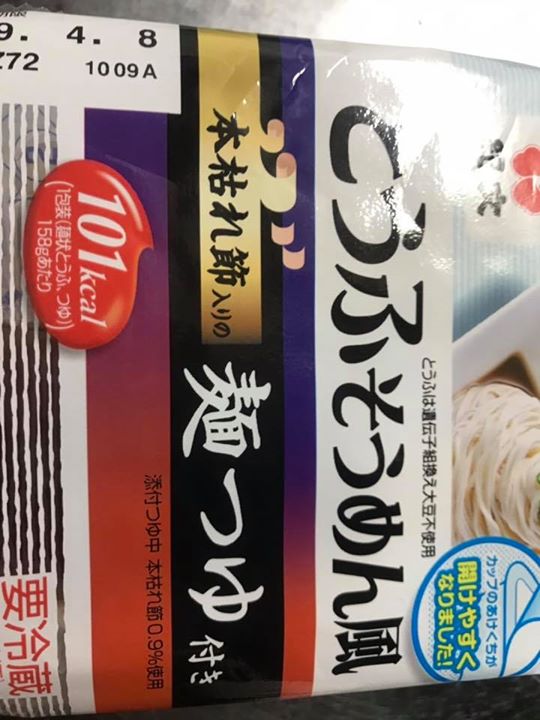 9. 4. 8
Z72 1009A
とうふそうめん風
とうふは遺伝子組換え大豆不使用
本枯れ節入りの
麺つゆ付き
添付つゆ中 本枯れ節0.9%使用
101kcal
(1包装(麺状とうふ、つゆ)
158gあたり)
カップのあけくちが
開けやすく
なりました!
要冷蔵